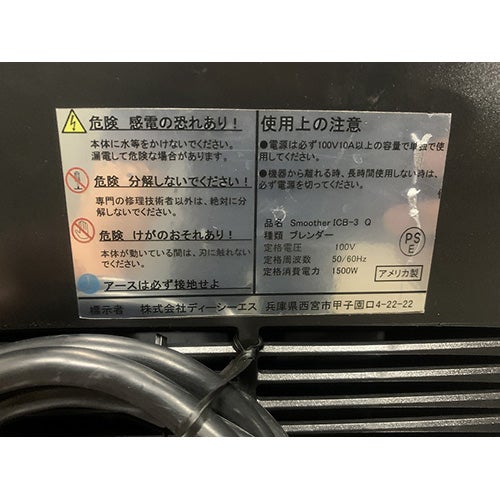 危険 感電の恐れあり！
本体に水等をかけないでください。
漏電して危険な場合があります。
危険 分解しないでください！
専門の修理技術者以外は、絶対に分
解しないでください。
危険 けがのおそれあり！
本体が動いている間は、刃に触れない
でください。
アースは必ず接地せよ
使用上の注意
●電源は必ず100V10A以上の容量で単独で使
用してください。
●機器から離れる時、長時間使用しない時は、
必ず電源を切ってください。
品名 Smoother ICB-3 Q
種類 ブレンダー
定格電圧 100V
定格周波数 50/60Hz
定格消費電力 1500W
PS
E
アメリカ製
標示者 株式会社ディーシーエス 兵庫県西宮市甲子園口4-22-22